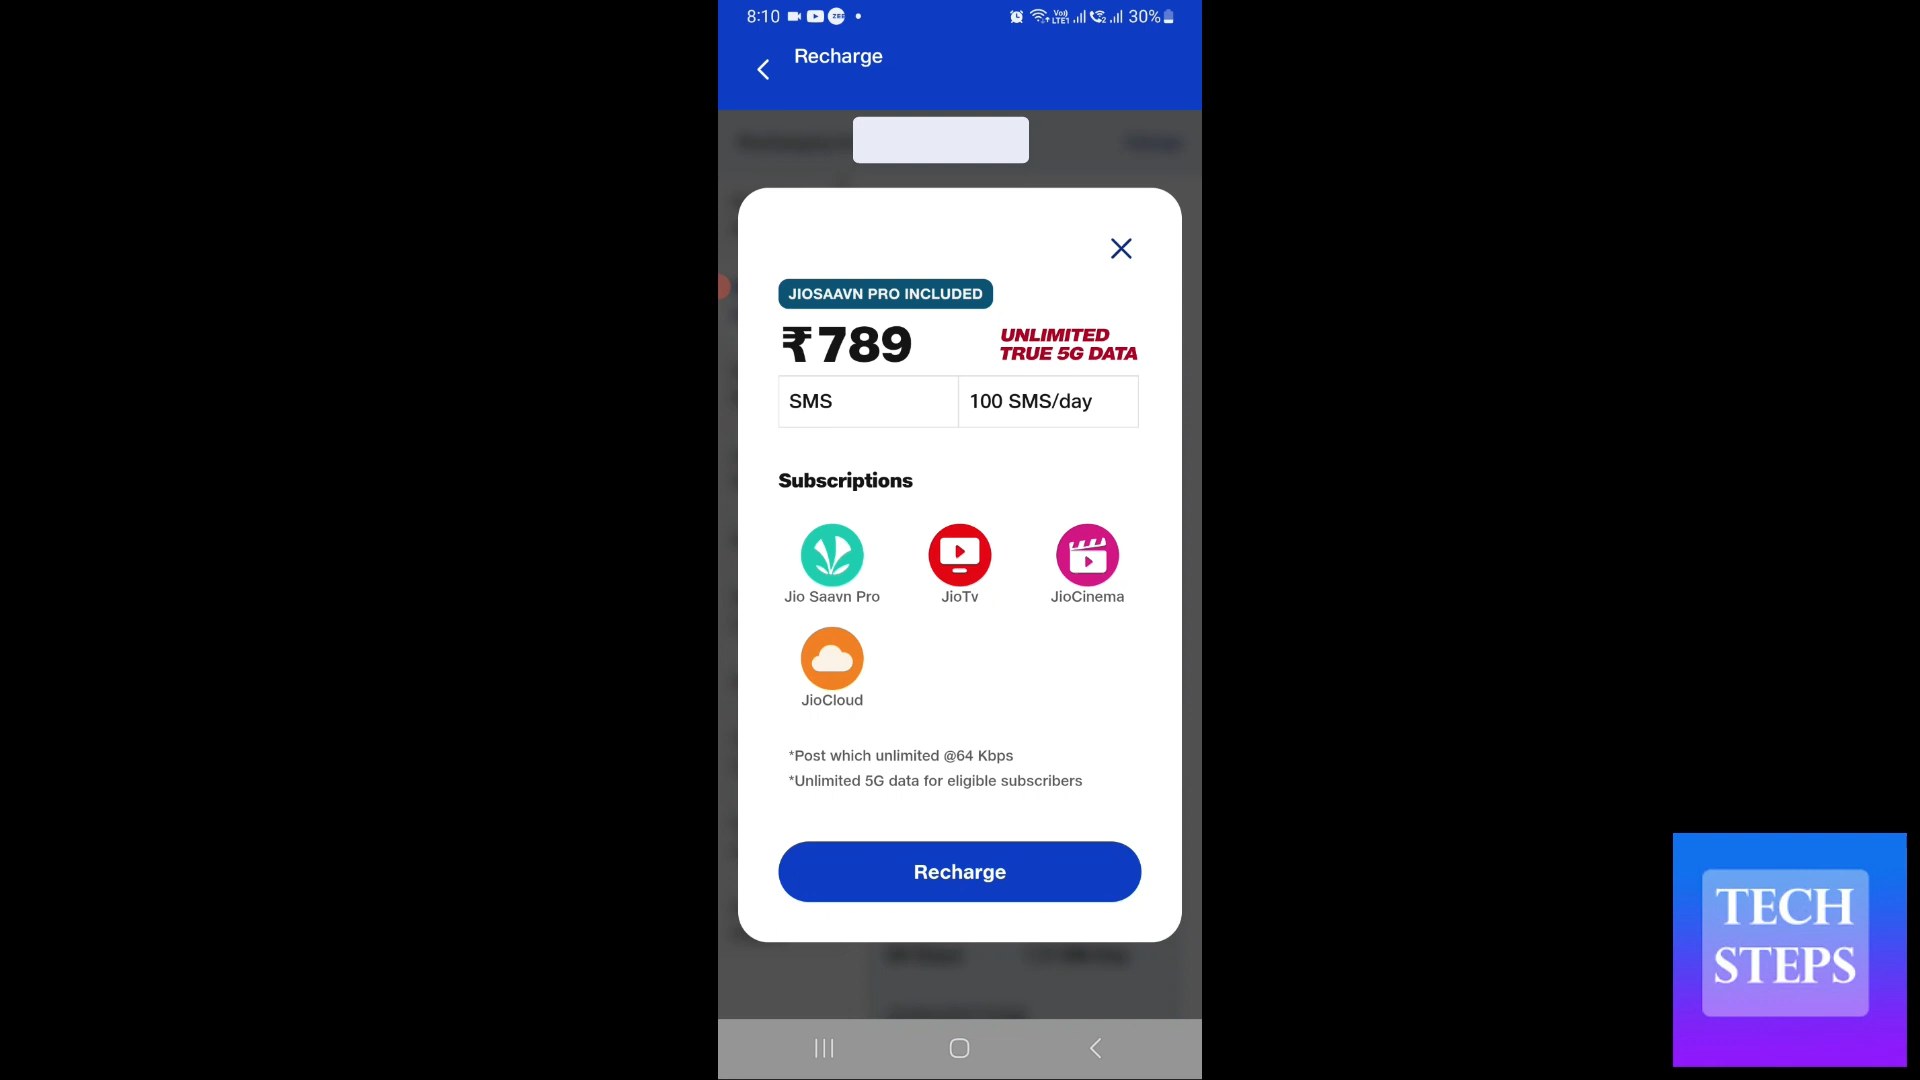 8:10
30%
Recharge
JIOSAAVN PRO INCLUDED
₹789
UNLIMITED
TRUE 5G DATA
SMS
100 SMS/day
Subscriptions
Jio Saavn Pro
JioTv
JioCinema
JioCloud
*Post which unlimited @64 Kbps
*Unlimited 5G data for eligible subscribers
Recharge
TECH
STEPS